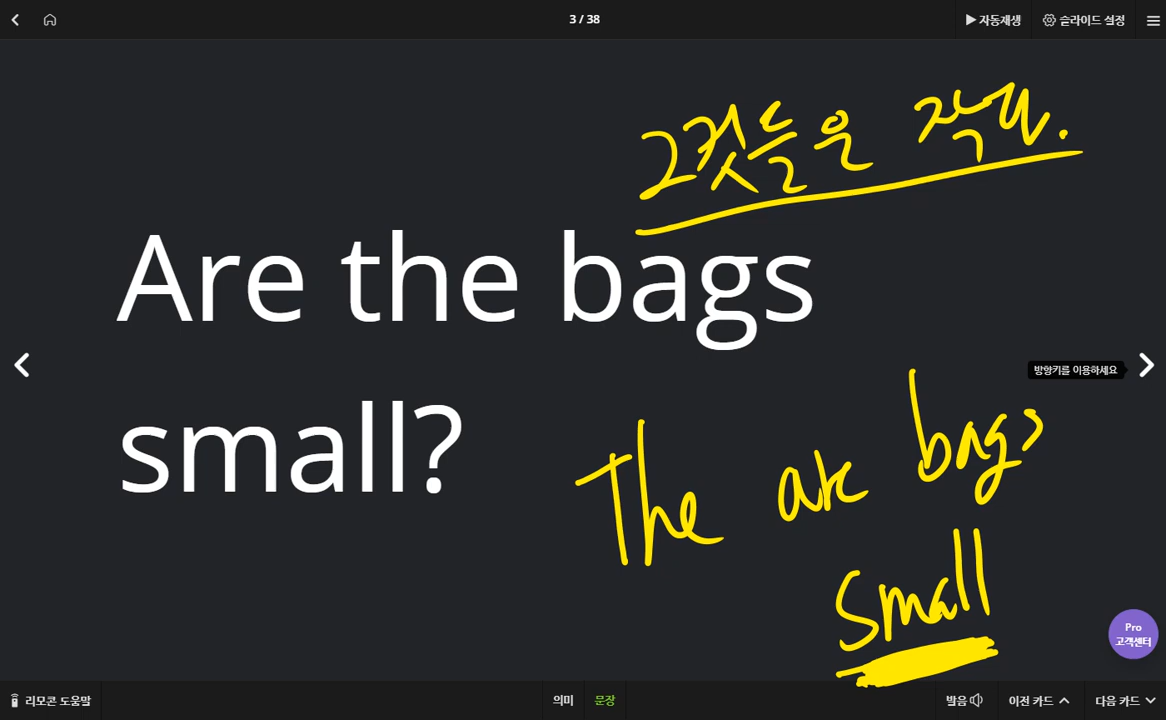 3 / 38
자동재생
슬라이드 설정
그것들은 작다.
Are the bags
small?
방향키를 이용하세요
The are bags
small
Pro
고객센터
리모콘 도움말
의미
문장
발음
이전 카드
다음 카드